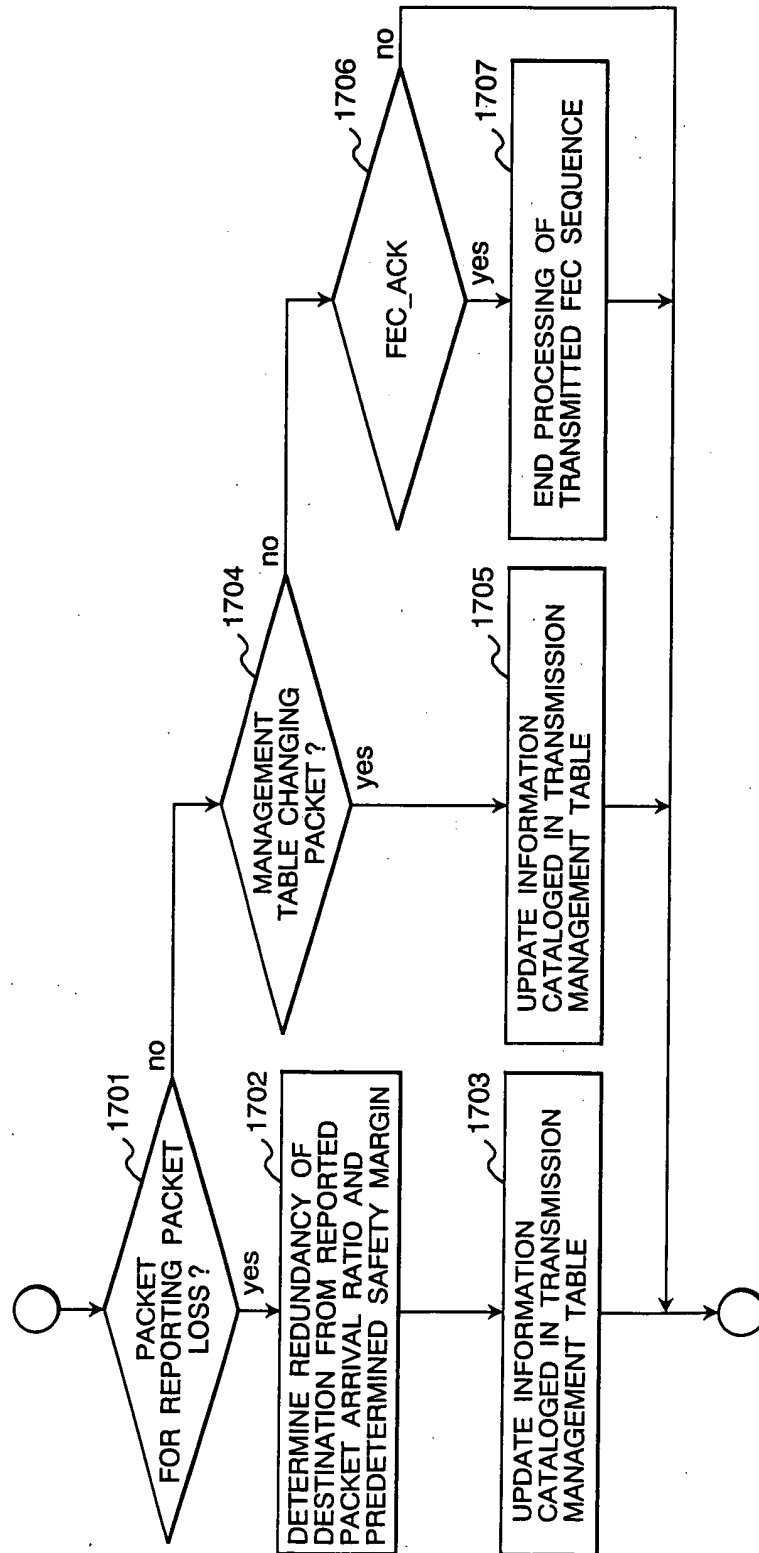 1701
PACKET
FOR REPORTING PACKET
LOSS?
no
yes
1702
DETERMINE REDUNDANCY OF
DESTINATION FROM REPORTED
PACKET ARRIVAL RATIO AND
PREDETERMINED SAFETY MARGIN
1703
UPDATE INFORMATION
CATALOGED IN TRANSMISSION
MANAGEMENT TABLE
1704
MANAGEMENT
TABLE CHANGING
PACKET?
no
yes
1705
UPDATE INFORMATION
CATALOGED IN TRANSMISSION
MANAGEMENT TABLE
1706
FEC_ACK
no
yes
1707
END PROCESSING OF
TRANSMITTED FEC SEQUENCE